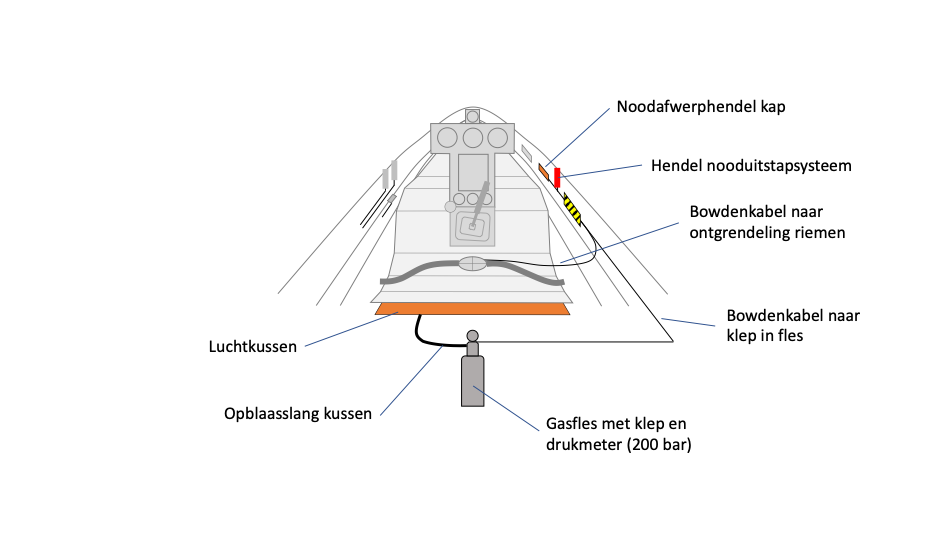 Noodafwerphendel kap
Hendel nooduitstapsysteem
Bowdenkabel naar
ontgrendeling riemen
Bowdenkabel naar
klep in fles
Luchtkussen
Opblaasslang kussen
Gasfles met klep en
drukmeter (200 bar)